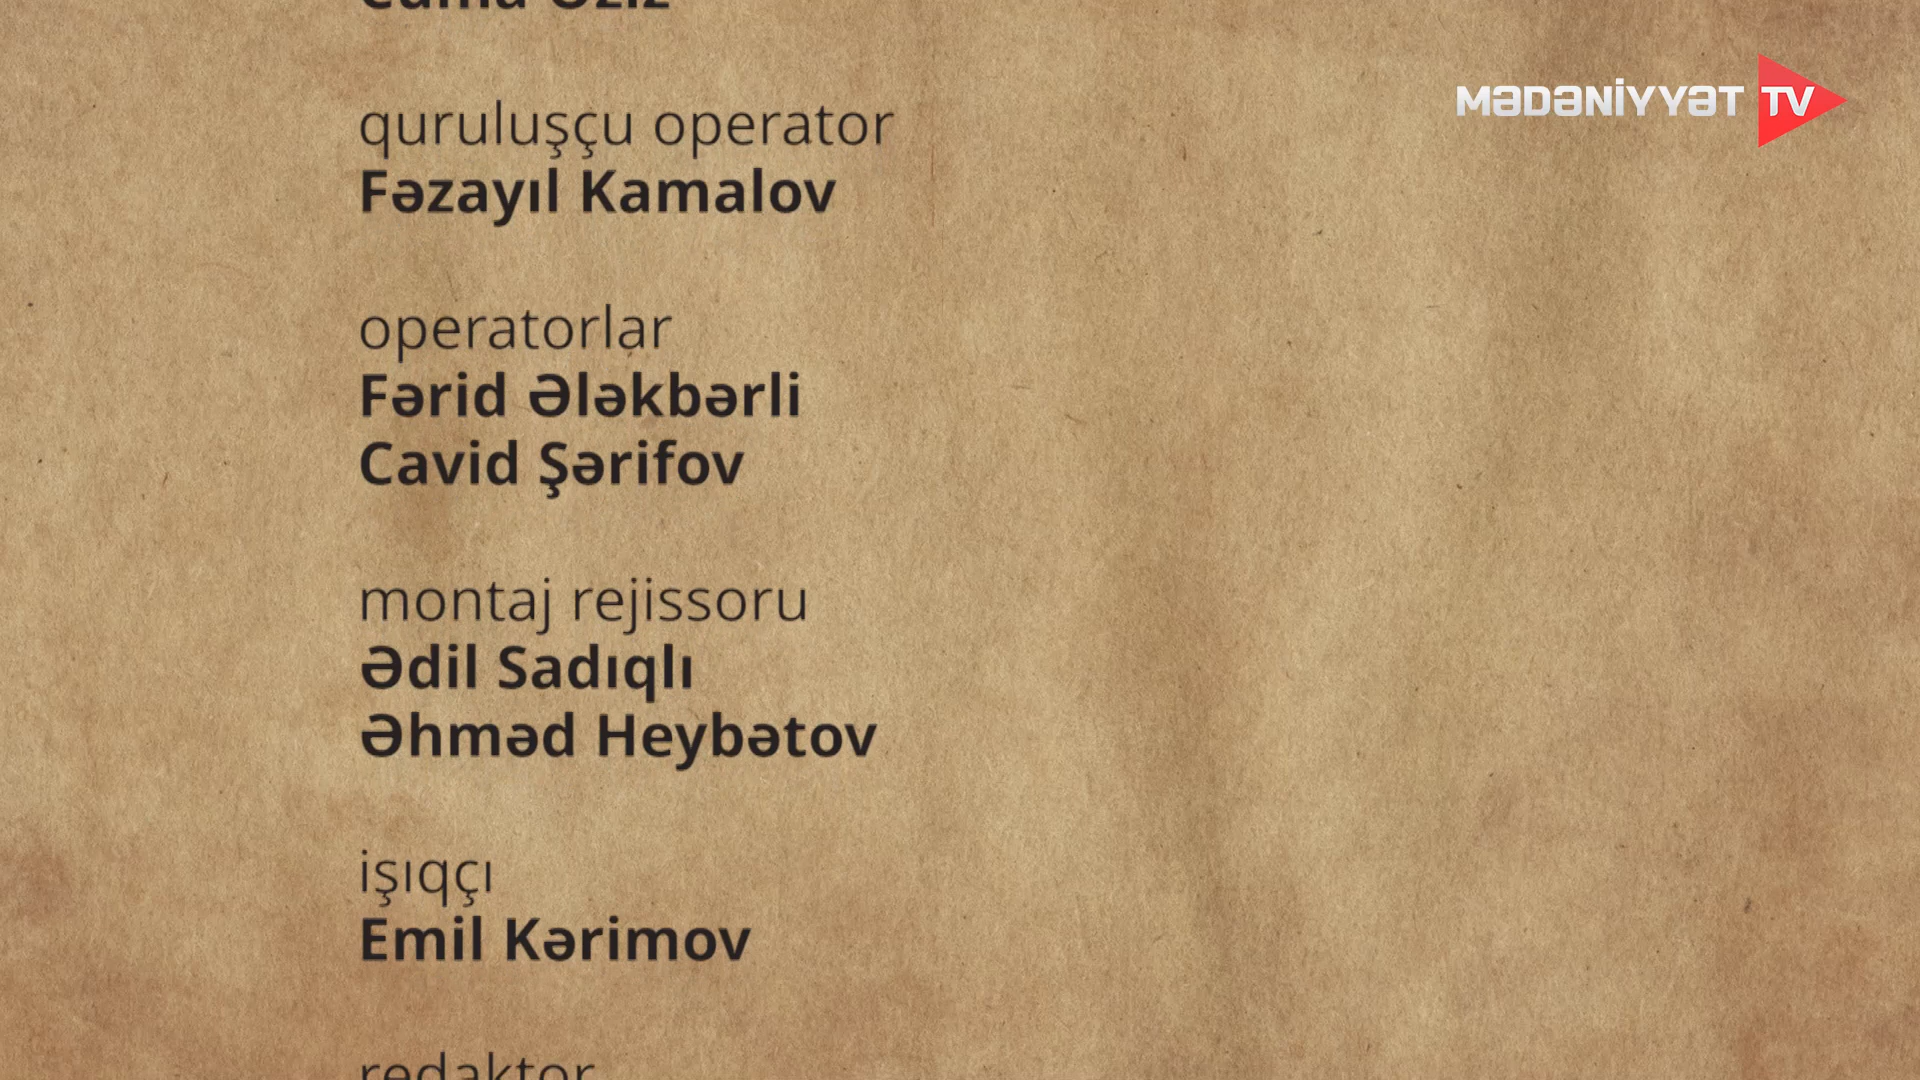 MƏDƏNİYYƏT TV
quruluşçu operator
Fəzayıl Kamalov
operatorlar
Fərid Ələkbərli
Cavid Şərifov
montaj rejissoru
Ədil Sadıqlı
Əhməd Heybətov
işıqçı
Emil Kərimov
redaktor